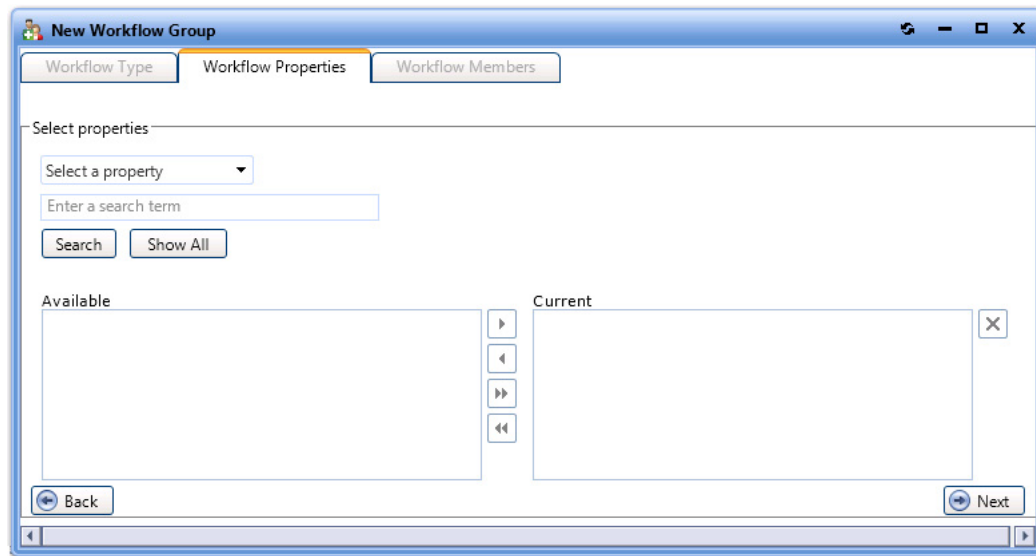 New Workflow Group
Workflow Type Workflow Properties Workflow Members
Select properties
Select a property
Enter a search term
Search Show All
Available Current
Back Next